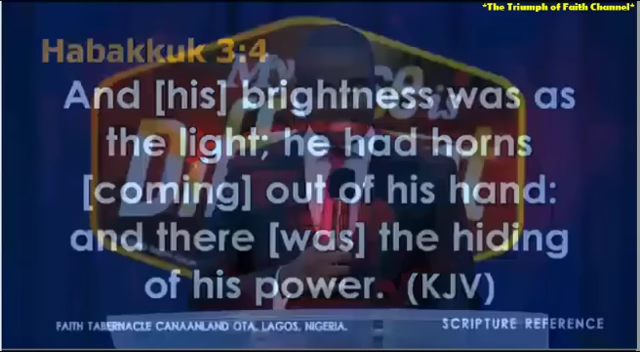 *The Triumph of Faith Channel*
Habakkuk 3:4
And [his] brightness was as
the light; he had horns
[coming] out of his hand:
and there [was] the hiding
of his power. (KJV)
FAITH TABERNACLE CANAANLAND OTA, LAGOS, NIGERIA.
SCRIPTURE REFERENCE